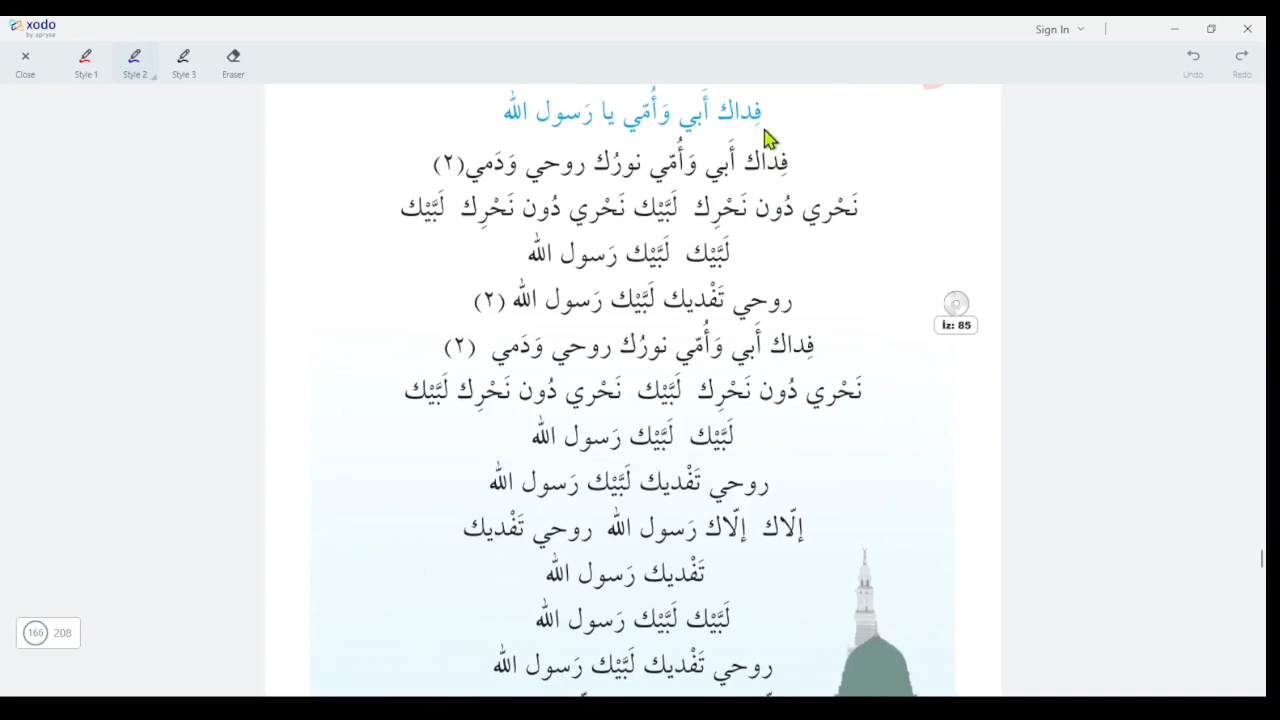 xodo
by apryse
Sign In
Close
Style 1
Style 2
Style 3
Eraser
Undo
Redo
فِداك أَبي وَأُمّي يا رَسول الله
فِداك أَبي وَأُمّي نورُك روحي وَدَمي(٢)
نَحْري دُون نَحْرِك لَبَّيْك نَحْري دُون نَحْرِك لَبَّيْك
لَبَّيْك لَبَّيْك رَسول الله
روحي تَفْديك لَبَّيْك رَسول الله (٢)
İz: 85
فِداك أَبي وَأُمّي نورُك روحي وَدَمي (٢)
نَحْري دُون نَحْرِك لَبَّيْك نَحْري دُون نَحْرِك لَبَّيْك
لَبَّيْك لَبَّيْك رَسول الله
روحي تَفْديك لَبَّيْك رَسول الله
إلّاك إلّاك رَسول الله روحي تَفْديك
تَفْديك رَسول الله
لَبَّيْك لَبَّيْك رَسول الله
166 208
روحي تَفْديك لَبَّيْك رَسول الله